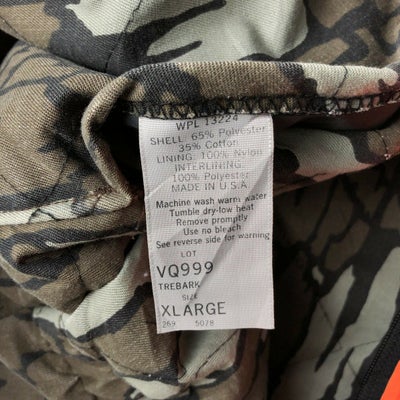 WPL 13224
SHELL: 65% Polyester
35% Cotton
LINING: 100% Nylon
INTERLINING
100% Polyester
MADE IN U.S.A.
Machine wash warm water
Tumble dry-low heat
Remove promptly
Use no bleach
See reverse side for warning
LOT
VQ999
TREBARK
SIZE
XLARGE
269 5078